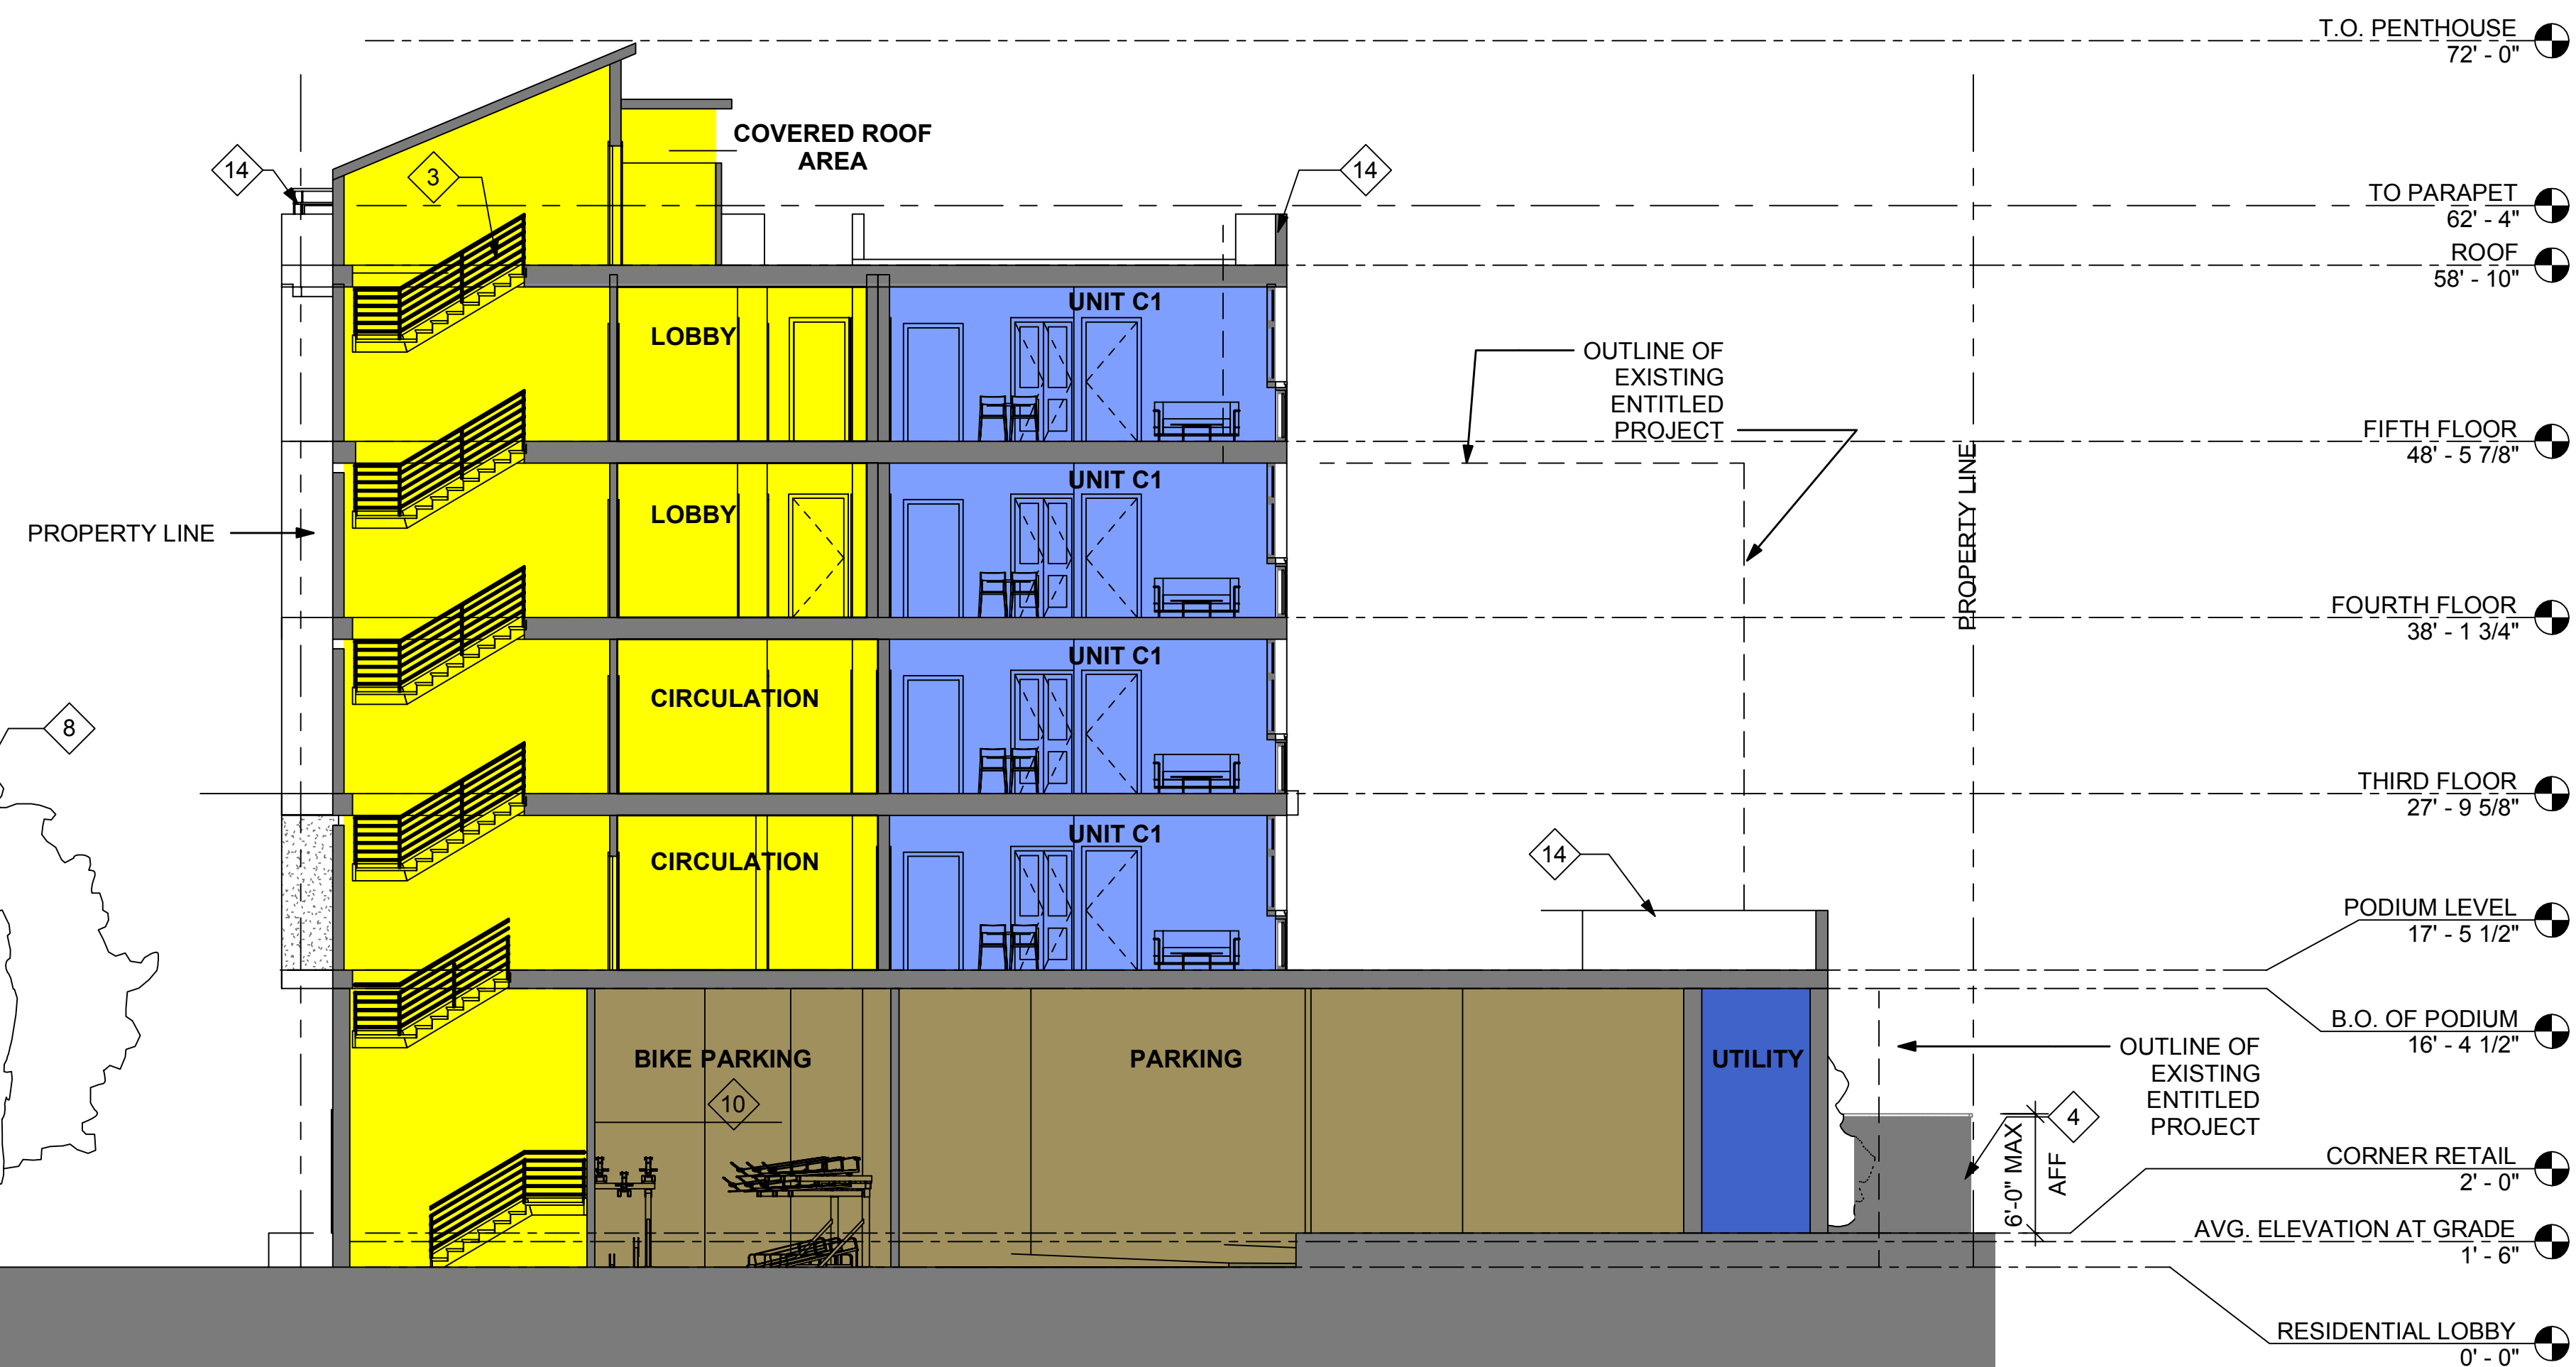 T.O. PENTHOUSE
72' - 0"
COVERED ROOF
AREA
14
3
14
TO PARAPET
62' - 4"
ROOF
58' - 10"
UNIT C1
LOBBY
OUTLINE OF
EXISTING
ENTITLED
PROJECT
FIFTH FLOOR
48' - 5 7/8"
UNIT C1
LOBBY
PROPERTY LINE
PROPERTY LINE
FOURTH FLOOR
38' - 1 3/4"
UNIT C1
CIRCULATION
8
THIRD FLOOR
27' - 9 5/8"
UNIT C1
CIRCULATION
14
PODIUM LEVEL
17' - 5 1/2"
B.O. OF PODIUM
16' - 4 1/2"
BIKE PARKING
PARKING
UTILITY
OUTLINE OF
EXISTING
ENTITLED
PROJECT
10
4
6'-0" MAX
AFF
CORNER RETAIL
2' - 0"
AVG. ELEVATION AT GRADE
1' - 6"
RESIDENTIAL LOBBY
0' - 0"